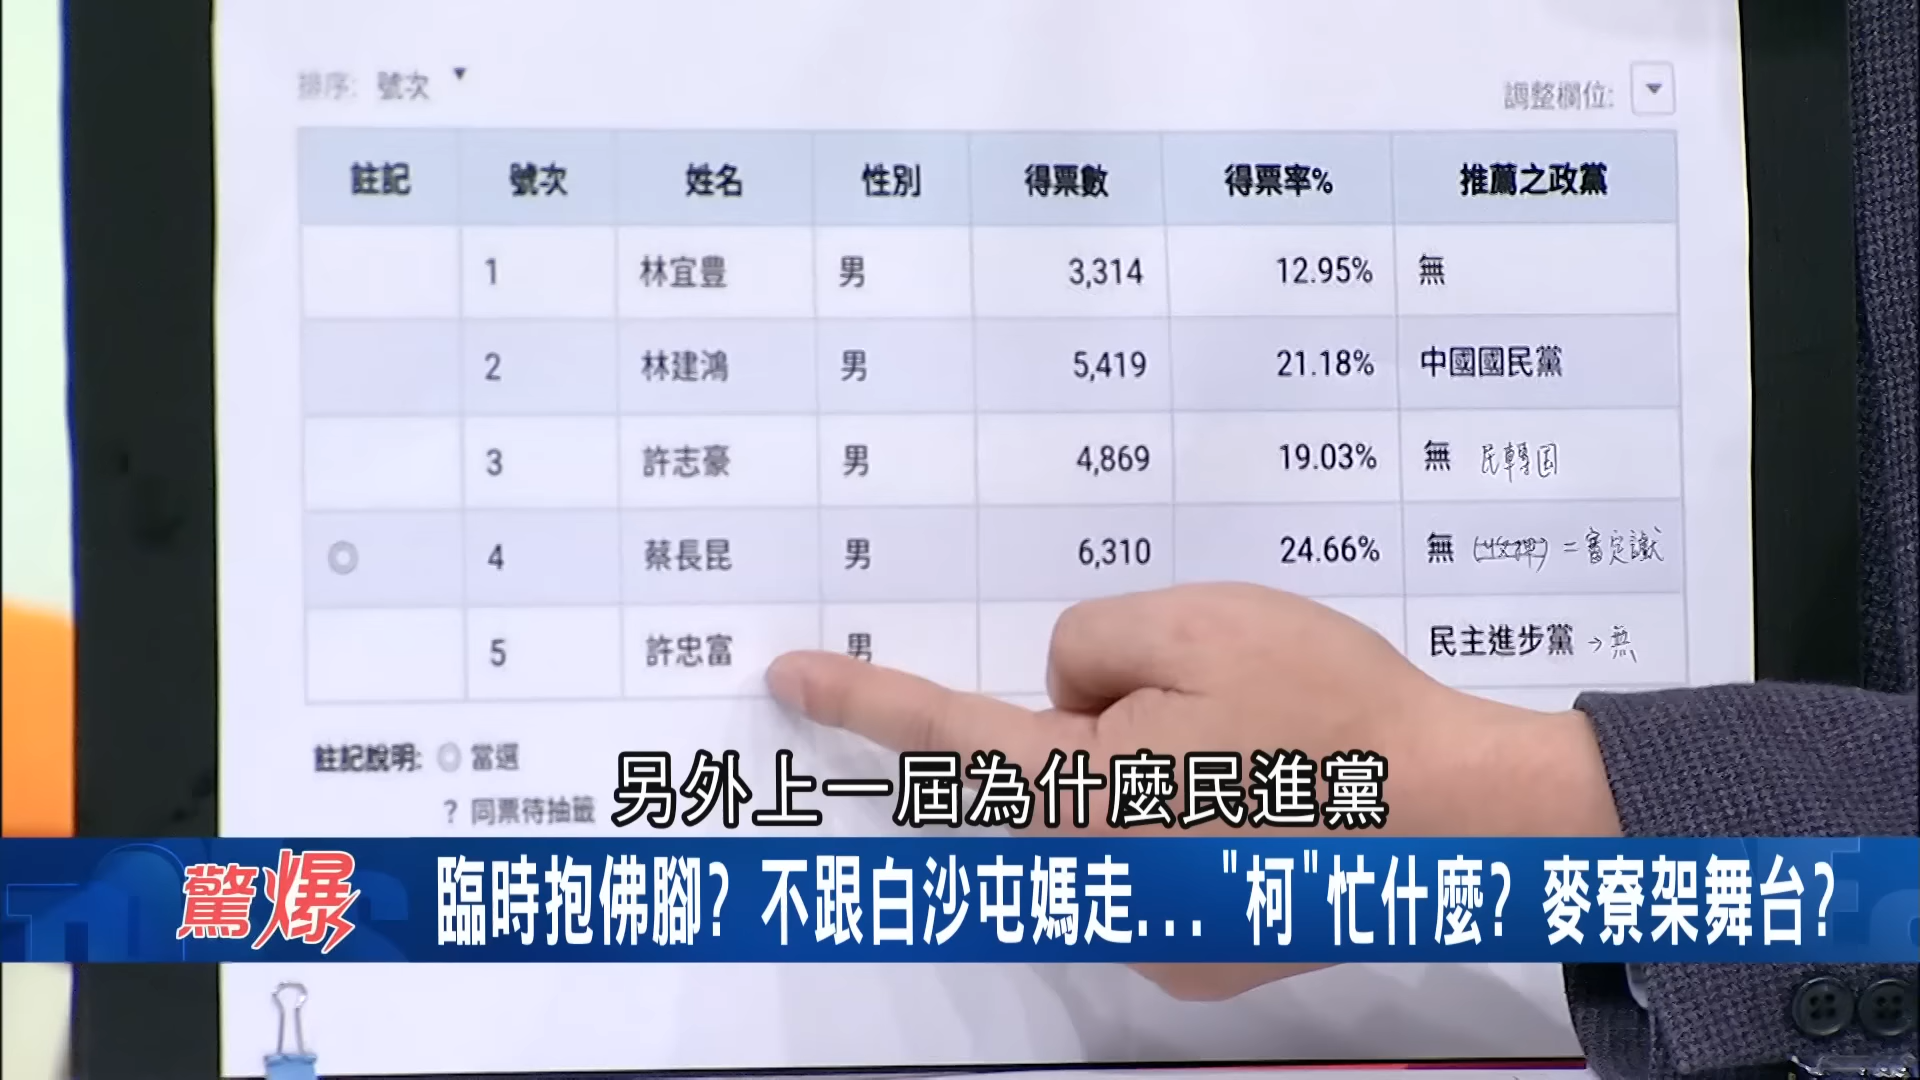 排序: 號次
調整欄位:
註記 號次 姓名 性別 得票數 得票率% 推薦之政黨
1 林宜豐 男 3,314 12.95% 無
2 林建鴻 男 5,419 21.18% 中國國民黨
3 許志豪 男 4,869 19.03% 無 民轉国
4 蔡長昆 男 6,310 24.66% 無
5 許忠富 男 民主進步黨 →無
註記說明: ◎ 當選
? 同票待抽籤
另外上一屆為什麼民進黨
驚爆
臨時抱佛腳? 不跟白沙屯媽走..."柯"忙什麼? 麥寮架舞台?